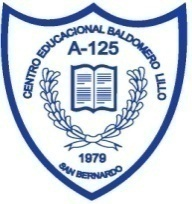 CENTRO EDUCACIONAL BALDOMERO LILLO
A-125
1979
SAN BERNARDO